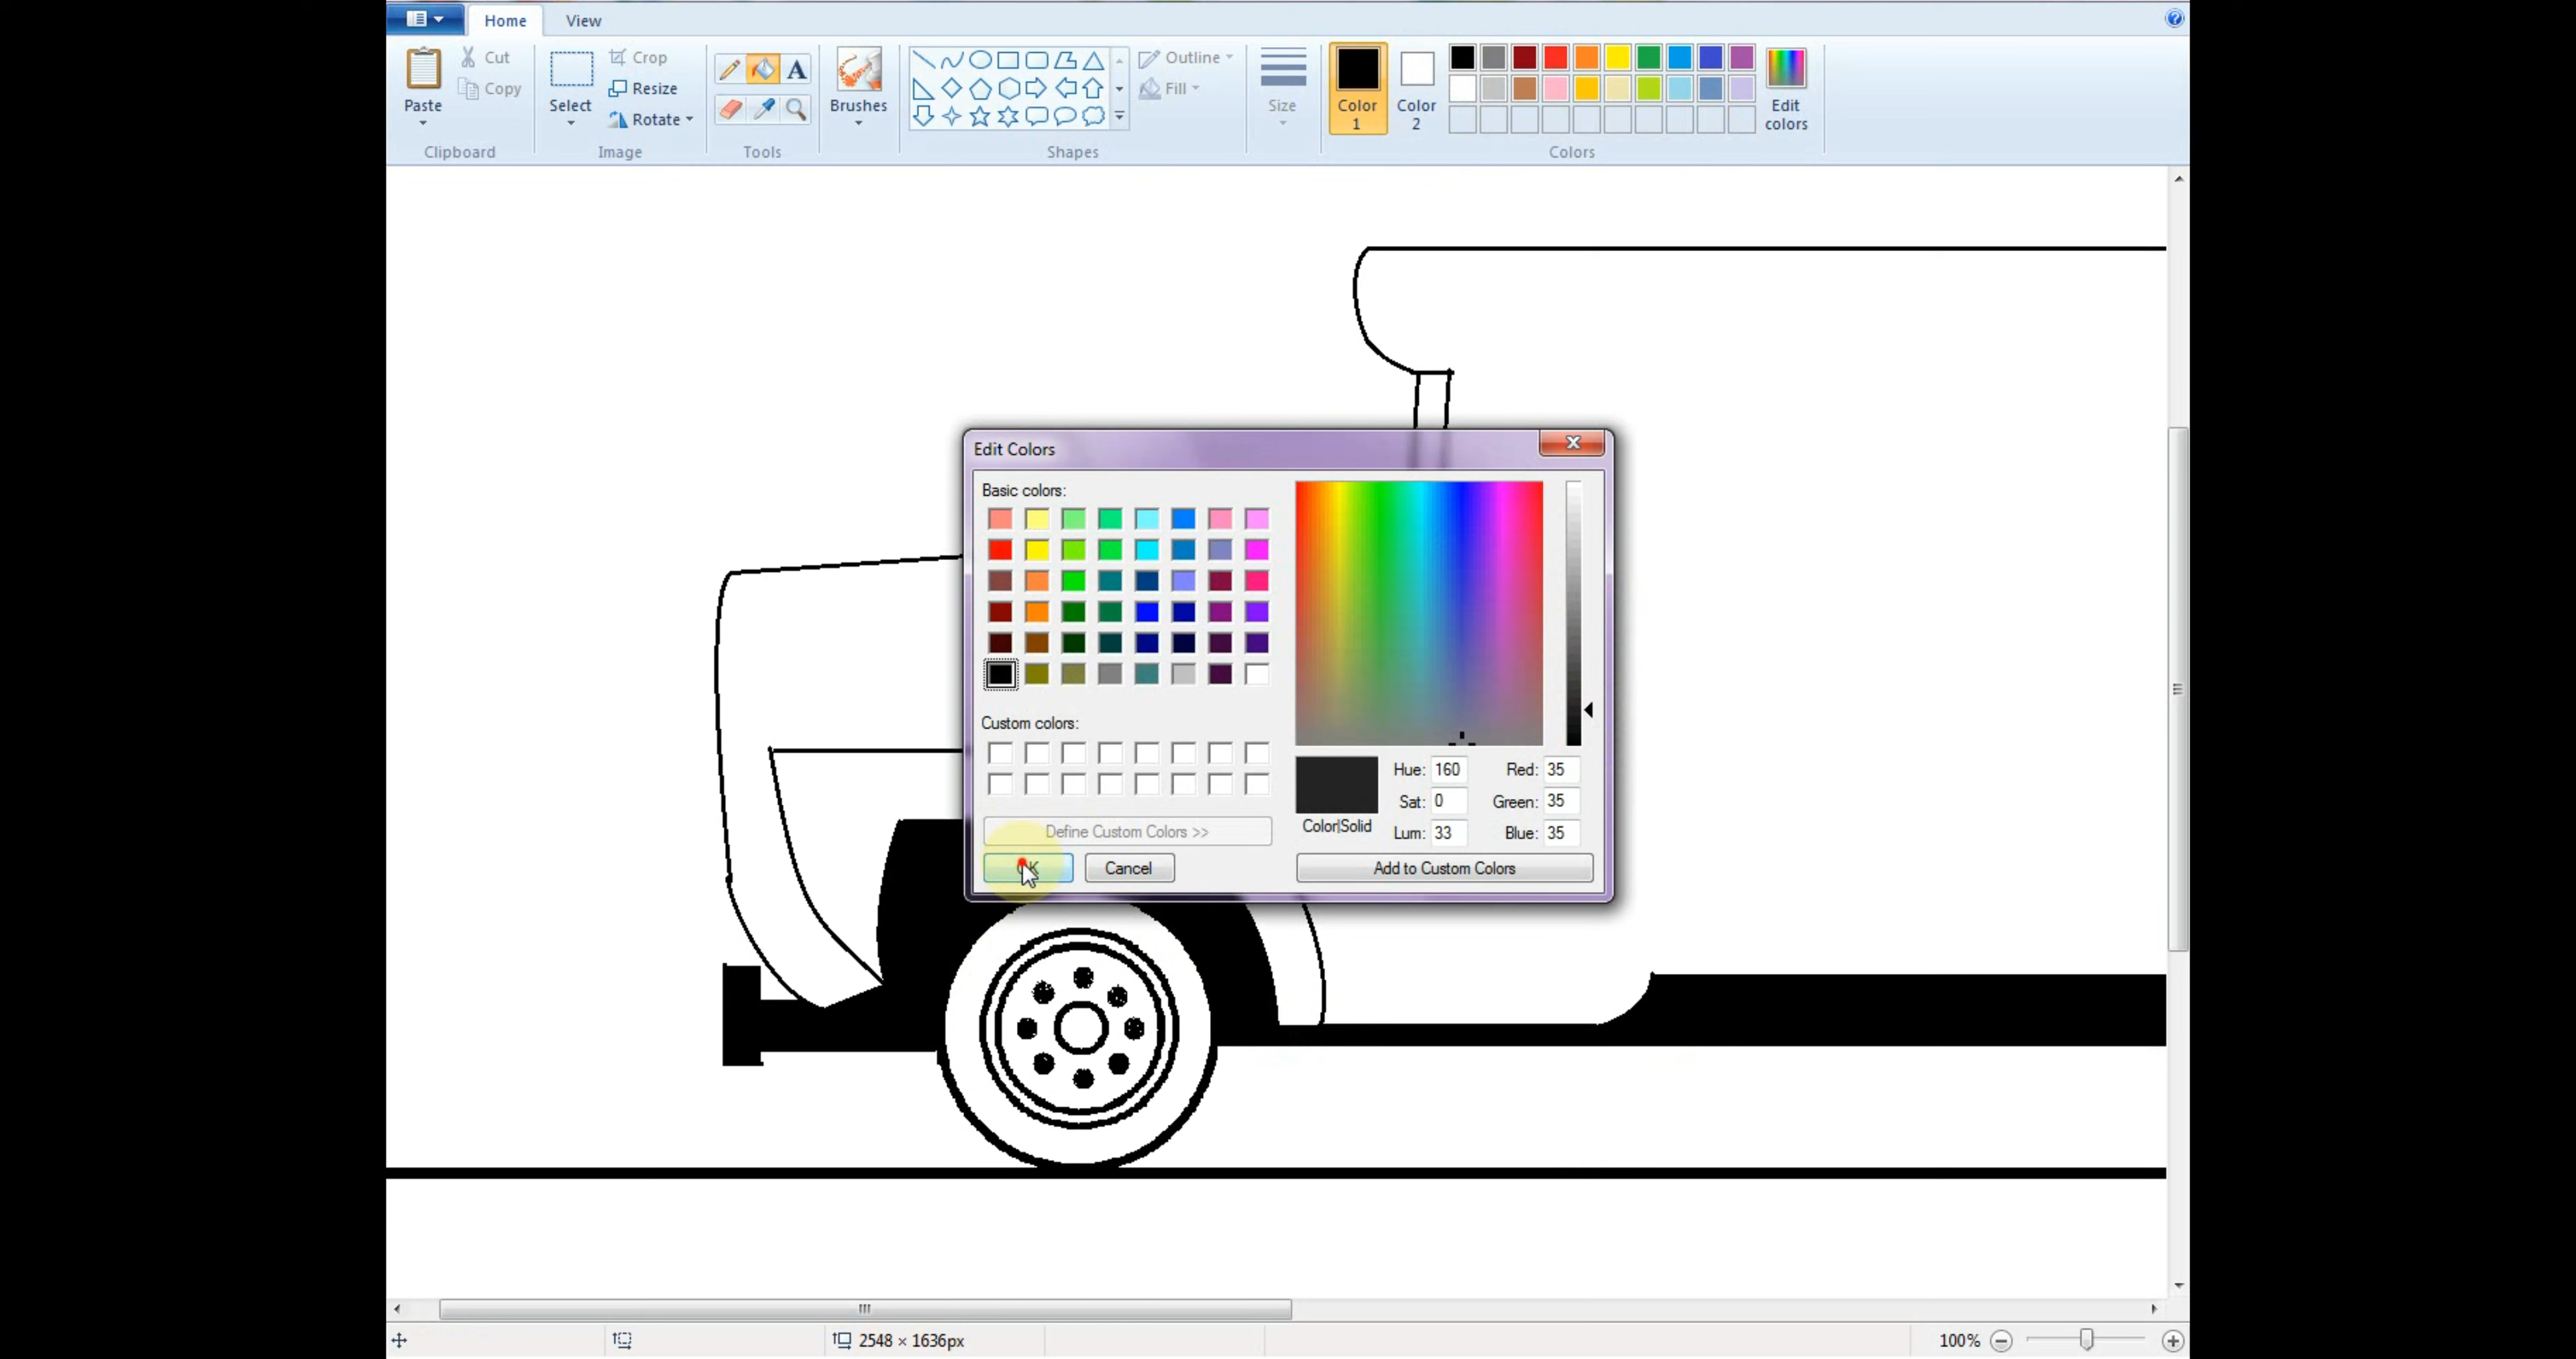 Home View
Paste
Cut
Copy
Clipboard
Select
Crop
Resize
Rotate
Image
A
Tools
Brushes
Shapes
Outline
Fill
Size
Color 1
Color 2
Edit colors
Colors
Edit Colors
Basic colors:
Custom colors:
Define Custom Colors >>
Cancel
Color|Solid
Hue: 160
Sat: 0
Lum: 33
Red: 35
Green: 35
Blue: 35
Add to Custom Colors
2548 × 1636px
100%